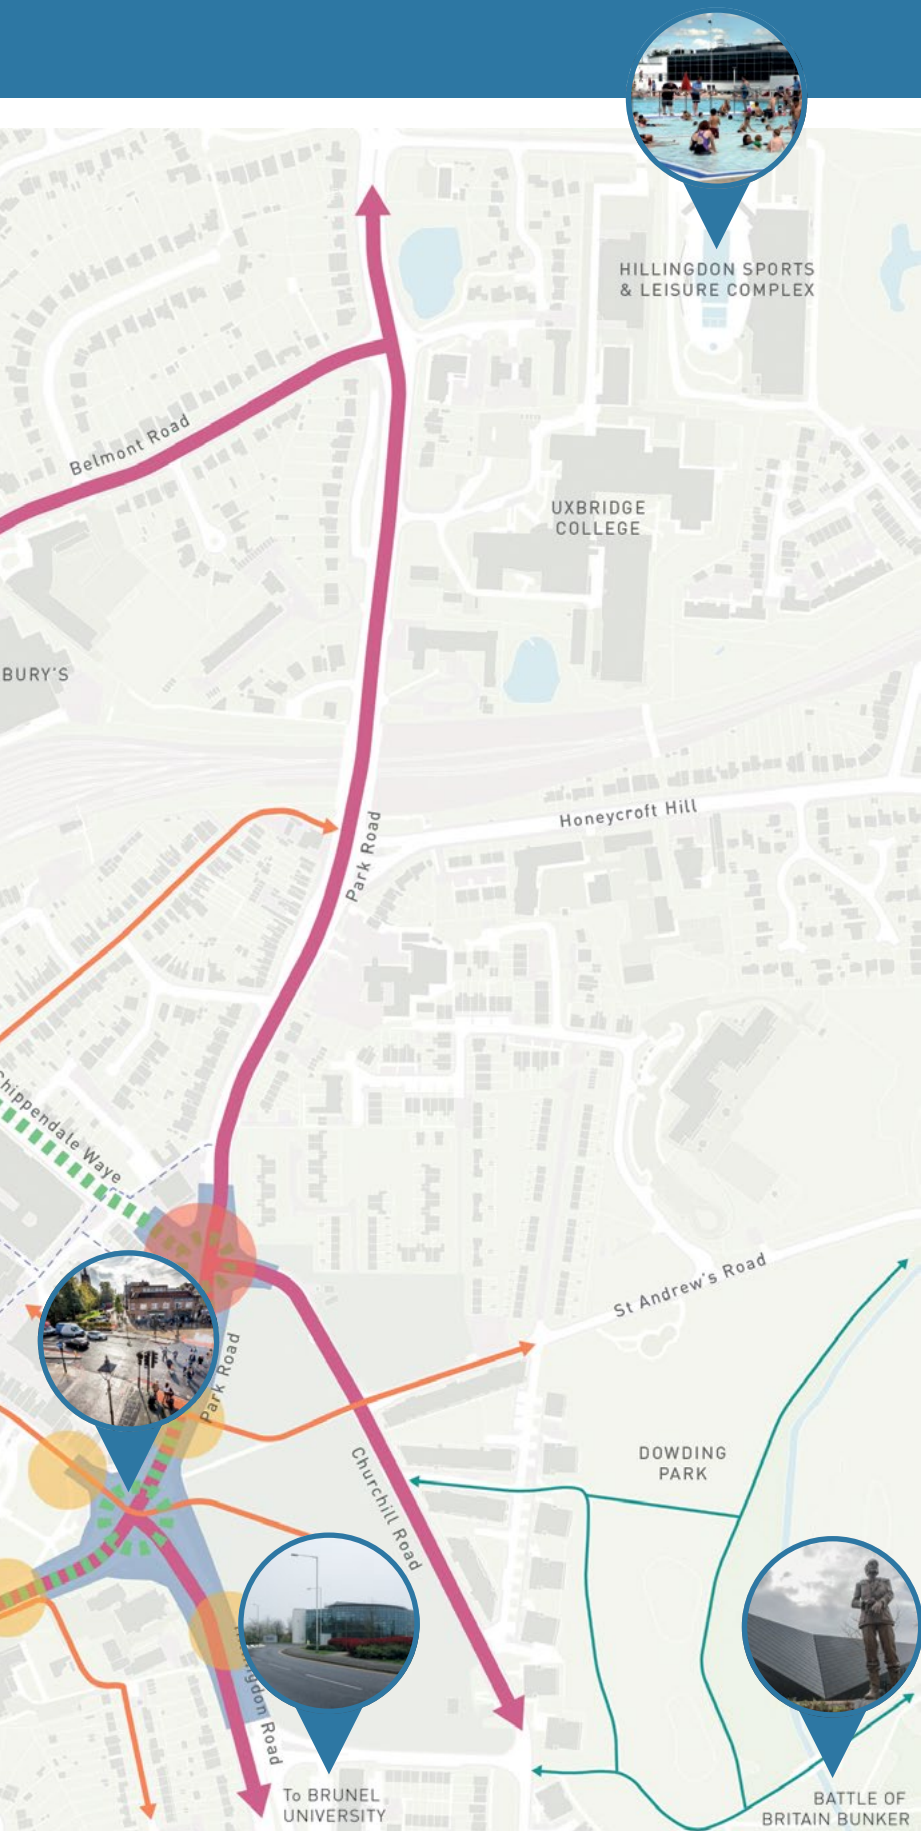 HILLINGDON SPORTS
& LEISURE COMPLEX
Belmont Road
UXBRIDGE
COLLEGE
BURY'S
Honeycroft Hill
Park Road
Chippendale Waye
St Andrew's Road
Park Road
DOWDING
PARK
Churchill Road
Road
To BRUNEL
UNIVERSITY
BATTLE OF
BRITAIN BUNKER